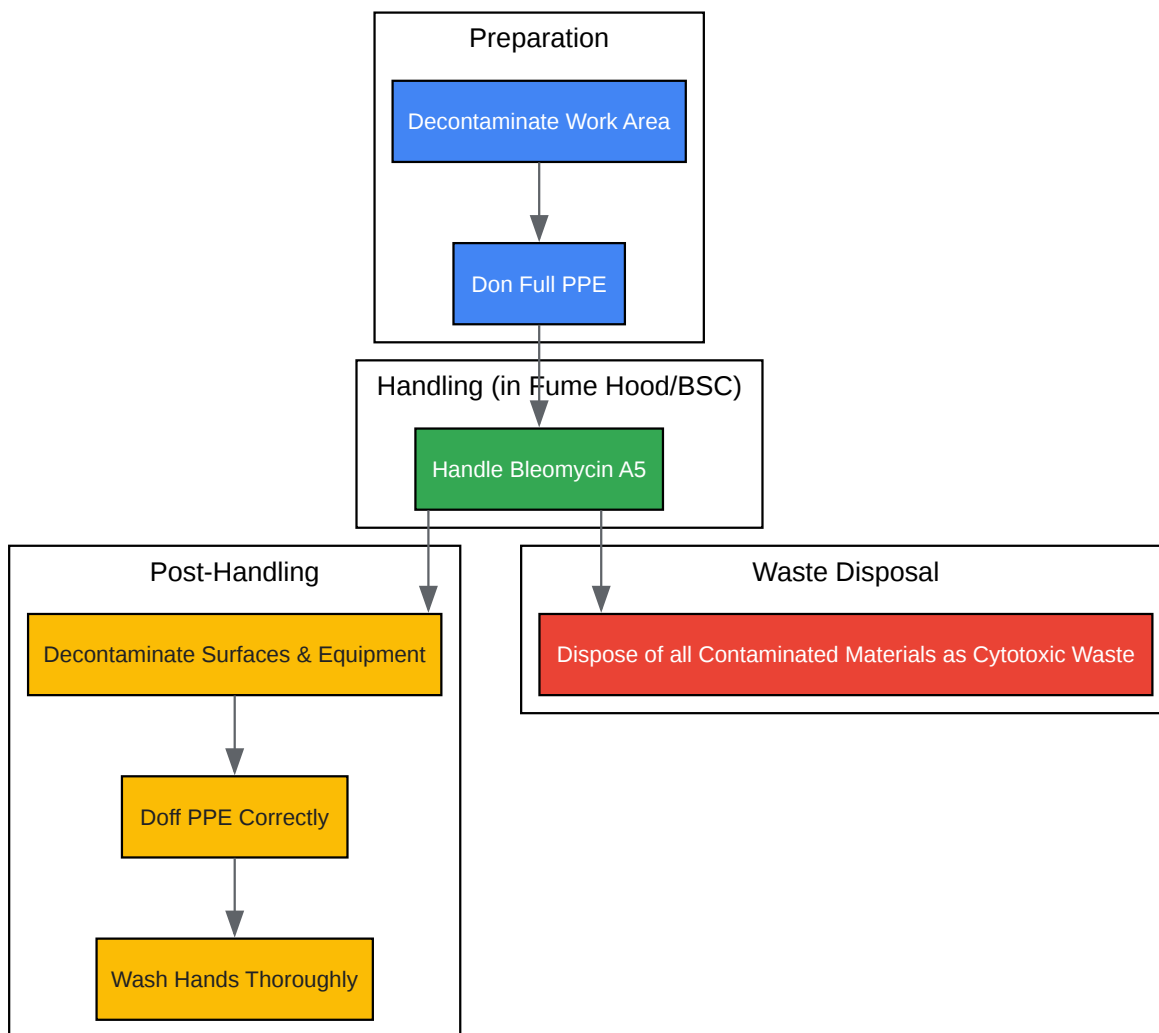 Preparation
Decontaminate Work Area
Don Full PPE
Handling (in Fume Hood/BSC)
Handle Bleomycin A5
Post-Handling
Decontaminate Surfaces & Equipment
Doff PPE Correctly
Wash Hands Thoroughly
Waste Disposal
Dispose of all Contaminated Materials as Cytotoxic Waste